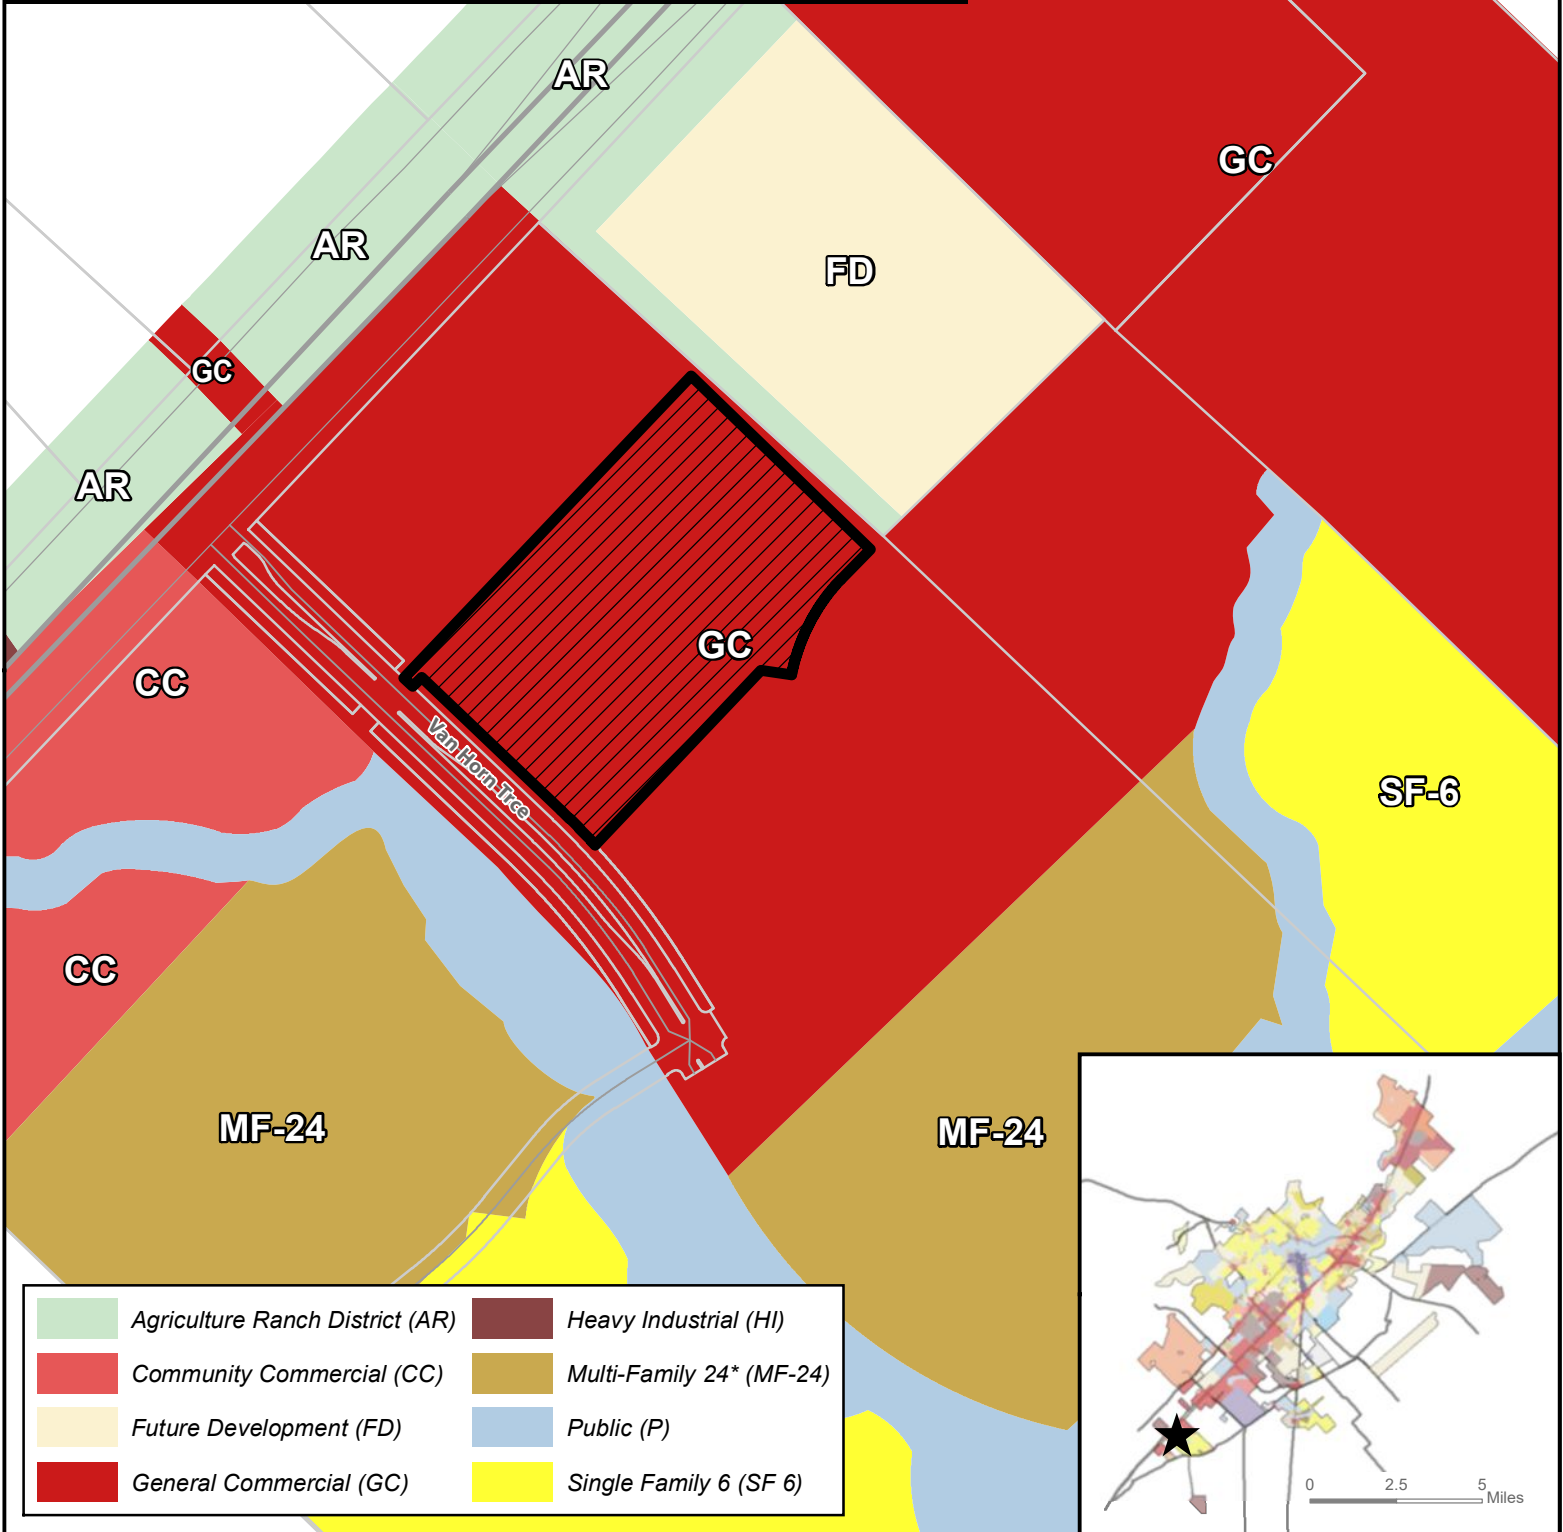 AR
GC
AR
FD
GC
AR
GC
CC
Van Horn Trce
SF-6
CC
MF-24
MF-24
Agriculture Ranch District (AR)
Community Commercial (CC)
Future Development (FD)
General Commercial (GC)
Heavy Industrial (HI)
Multi-Family 24* (MF-24)
Public (P)
Single Family 6 (SF 6)
0 2.5 5
Miles